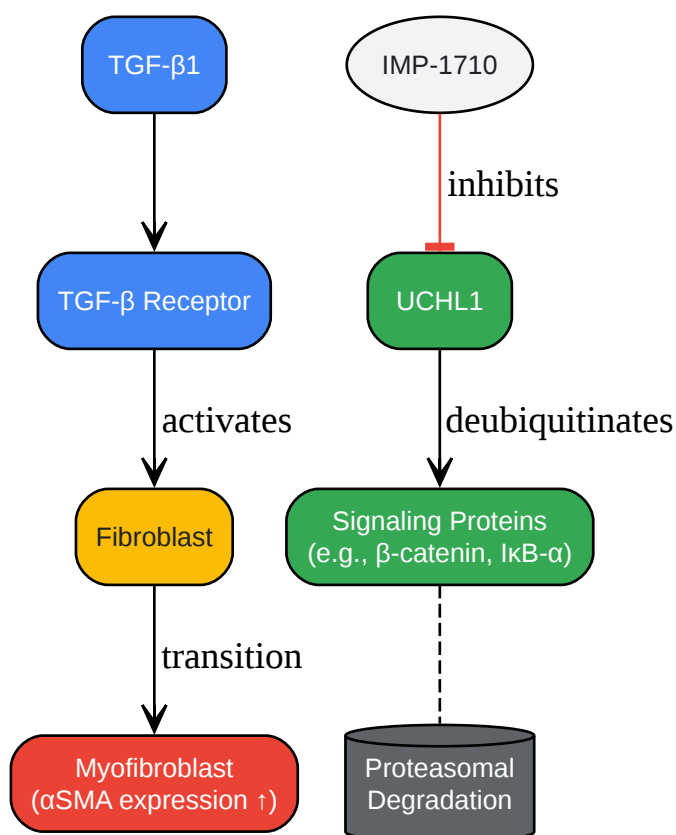 TGF-β1
IMP-1710
inhibits
TGF-β Receptor
UCHL1
activates
deubiquitinates
Fibroblast
Signaling Proteins
(e.g., β-catenin, IκB-α)
transition
Myofibroblast
(αSMA expression ↑)
Proteasomal
Degradation